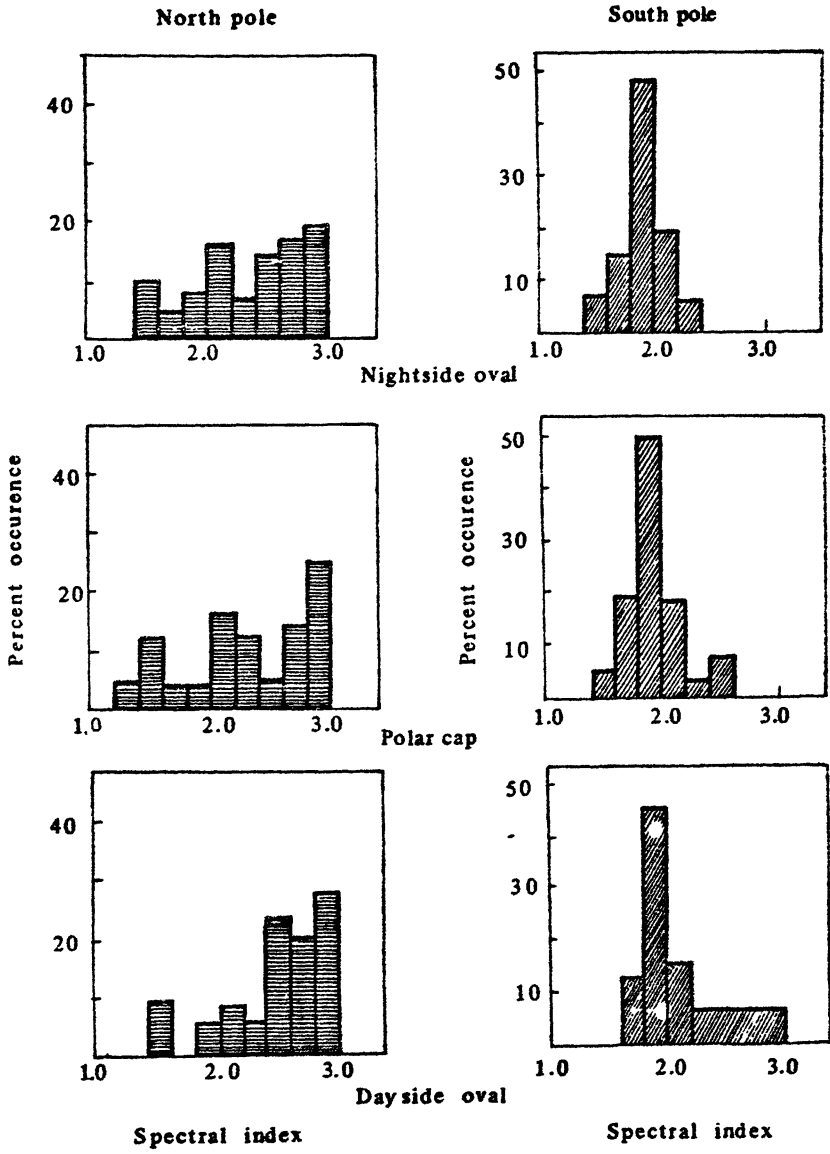 North pole
South pole
40
20
1.0 2.0 3.0
50
30
10
1.0 2.0 3.0
Nightside oval
Percent occurence
40
20
1.0 2.0 3.0
Percent occurence
50
30
10
1.0 2.0 3.0
Polar cap
40
20
1.0 2.0 3.0
50
30
10
1.0 2.0 3.0
Dayside oval
Spectral index
Spectral index